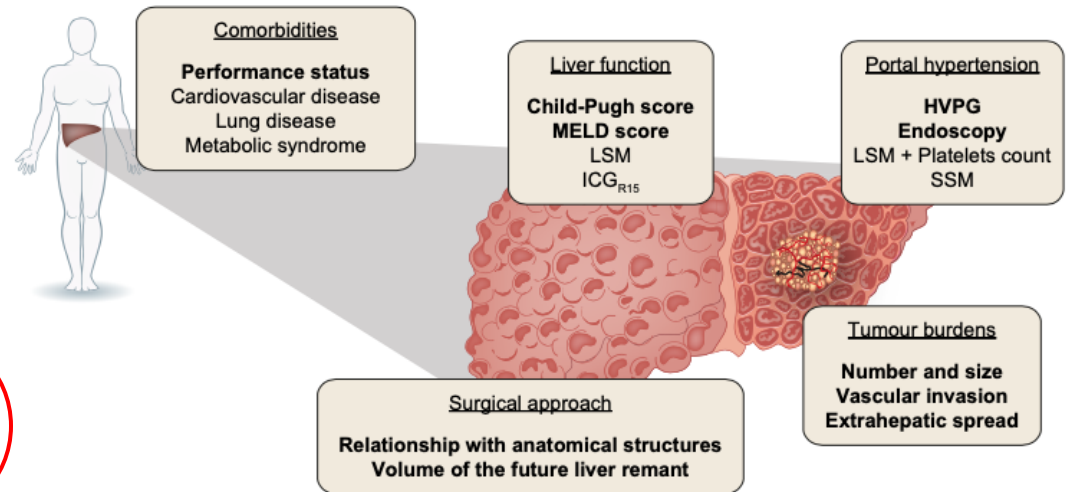 Comorbidities
Performance status
Cardiovascular disease
Lung disease
Metabolic syndrome
Liver function
Child-Pugh score
MELD score
LSM
ICG_R15
Portal hypertension
HVPG
Endoscopy
LSM + Platelets count
SSM
Tumour burdens
Number and size
Vascular invasion
Extrahepatic spread
Surgical approach
Relationship with anatomical structures
Volume of the future liver remant